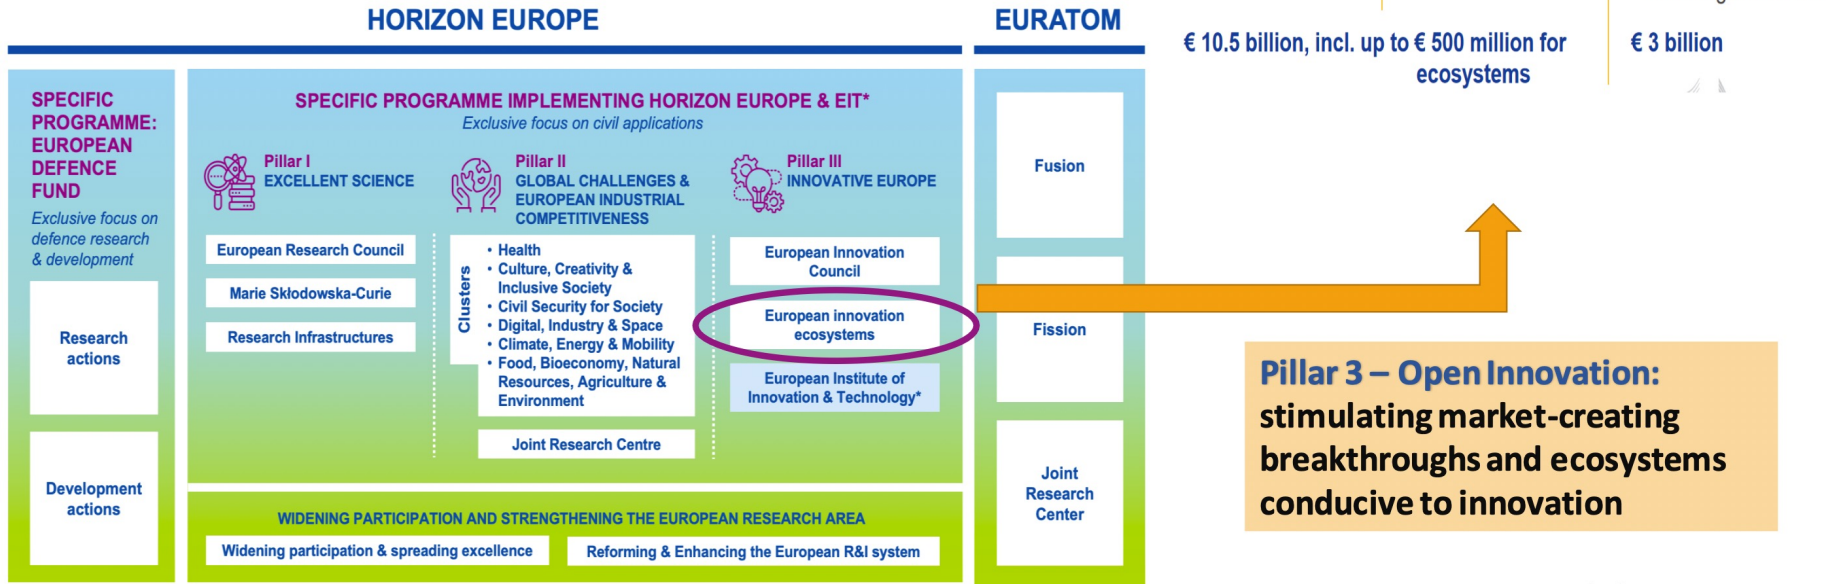 HORIZON EUROPE
EURATOM
€ 10.5 billion, incl. up to € 500 million for
ecosystems
€ 3 billion
SPECIFIC
PROGRAMME:
EUROPEAN
DEFENCE
FUND
Exclusive focus on
defence research
& development
Research
actions
Development
actions
SPECIFIC PROGRAMME IMPLEMENTING HORIZON EUROPE & EIT*
Exclusive focus on civil applications
Pillar I
EXCELLENT SCIENCE
European Research Council
Marie Skłodowska-Curie
Research Infrastructures
Pillar II
GLOBAL CHALLENGES &
EUROPEAN INDUSTRIAL
COMPETITIVENESS
Clusters
• Health
• Culture, Creativity &
Inclusive Society
• Civil Security for Society
• Digital, Industry & Space
• Climate, Energy & Mobility
• Food, Bioeconomy, Natural
Resources, Agriculture &
Environment
Joint Research Centre
Pillar III
INNOVATIVE EUROPE
European Innovation
Council
European innovation
ecosystems
European Institute of
Innovation & Technology*
WIDENING PARTICIPATION AND STRENGTHENING THE EUROPEAN RESEARCH AREA
Widening participation & spreading excellence
Reforming & Enhancing the European R&I system
Fusion
Fission
Joint
Research
Center
Pillar 3 – Open Innovation:
stimulating market-creating
breakthroughs and ecosystems
conducive to innovation